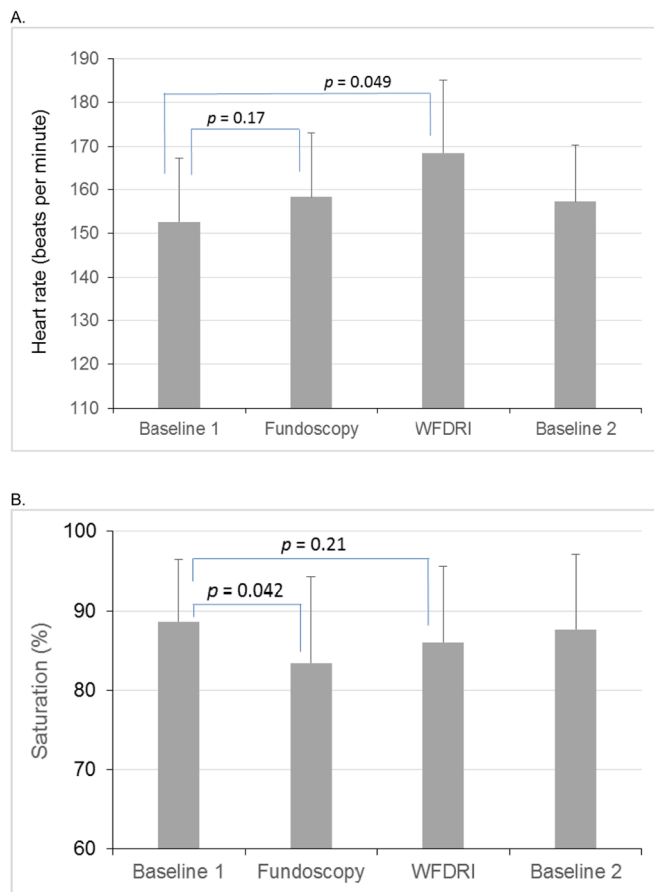 A.
Heart rate (beats per minute)
190
180
170
160
150
140
130
120
110
p = 0.049
p = 0.17
Baseline 1 Fundoscopy WFDRI Baseline 2
B.
Saturation (%)
100
90
80
70
60
p = 0.21
p = 0.042
Baseline 1 Fundoscopy WFDRI Baseline 2